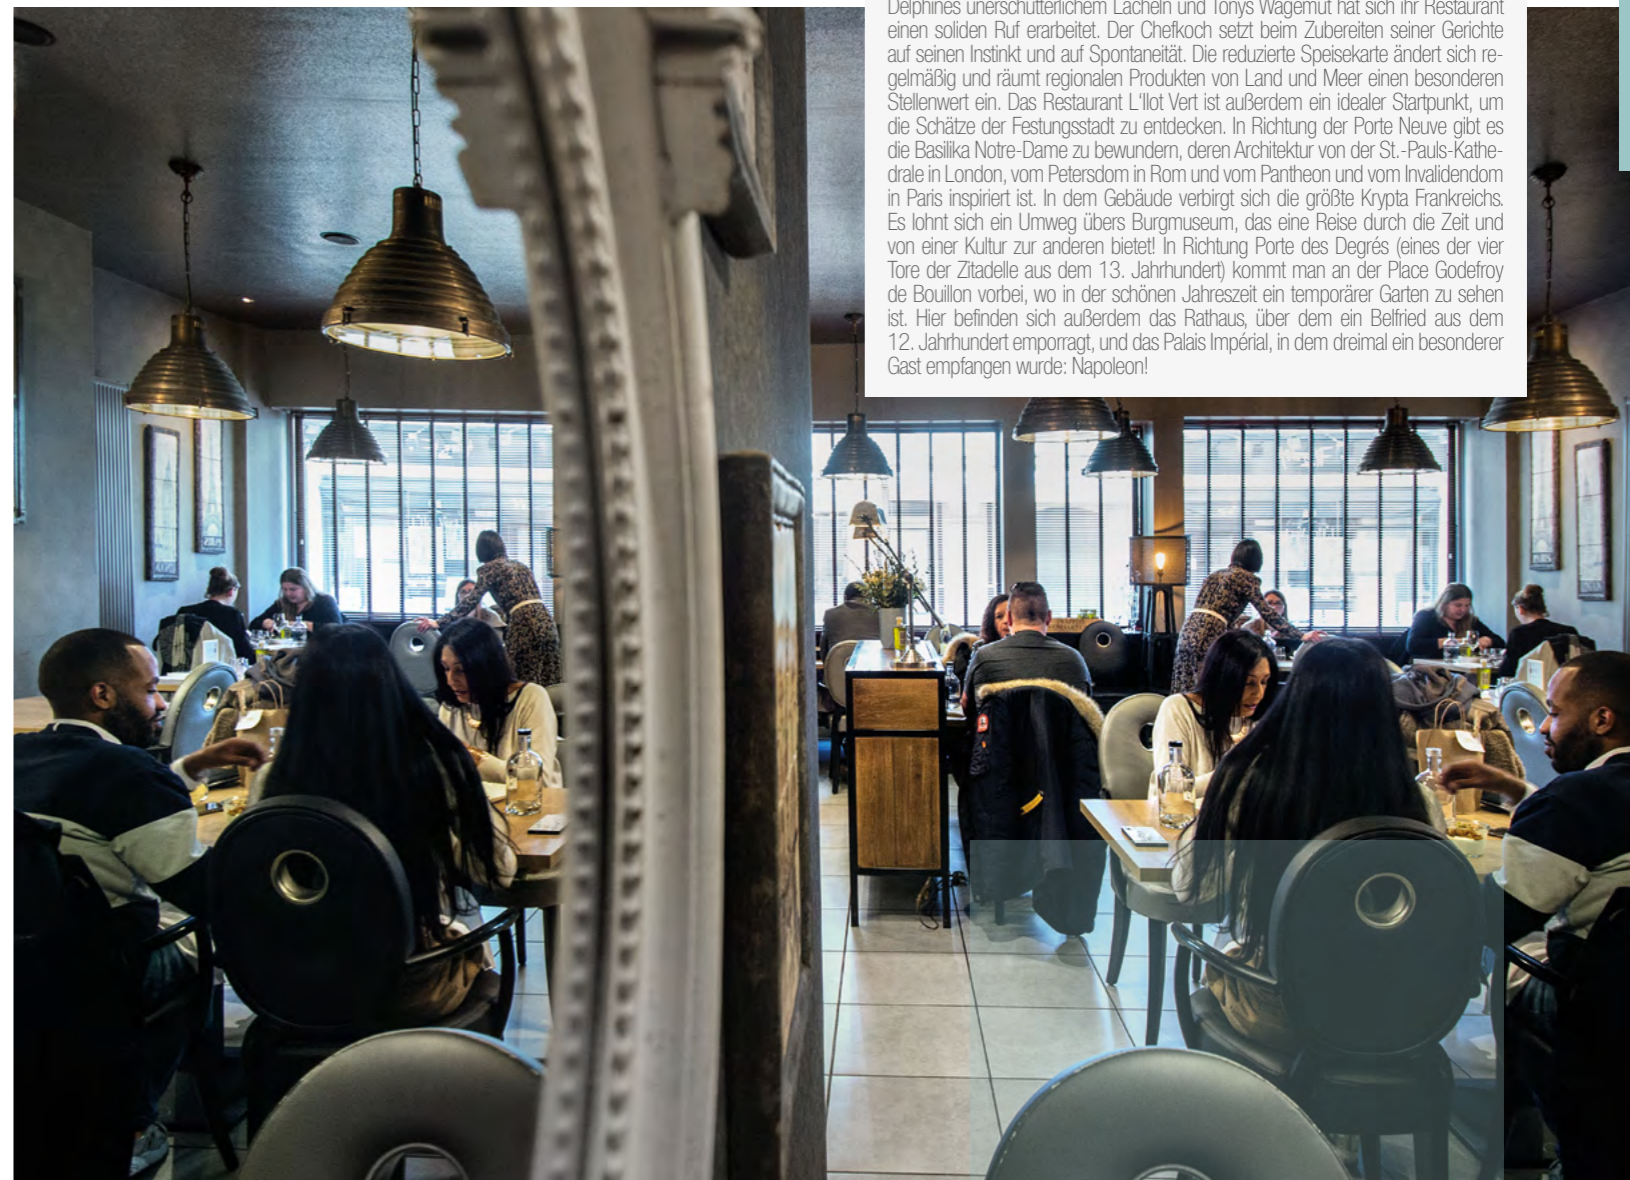 Delphines unerschütterlichem Lächeln und Tonys Wagemut hat sich ihr Restaurant
einen soliden Ruf erarbeitet. Der Chefkoch setzt beim Zubereiten seiner Gerichte
auf seinen Instinkt und auf Spontaneität. Die reduzierte Speisekarte ändert sich re-
gelmäßig und räumt regionalen Produkten von Land und Meer einen besonderen
Stellenwert ein. Das Restaurant L'Ilot Vert ist außerdem ein idealer Startpunkt, um
die Schätze der Festungsstadt zu entdecken. In Richtung der Porte Neuve gibt es
die Basilika Notre-Dame zu bewundern, deren Architektur von der St.-Pauls-Kathe-
drale in London, vom Petersdom in Rom und vom Pantheon und vom Invalidendom
in Paris inspiriert ist. In dem Gebäude verbirgt sich die größte Krypta Frankreichs.
Es lohnt sich ein Umweg übers Burgmuseum, das eine Reise durch die Zeit und
von einer Kultur zur anderen bietet! In Richtung Porte des Degrés (eines der vier
Tore der Zitadelle aus dem 13. Jahrhundert) kommt man an der Place Godefroy
de Bouillon vorbei, wo in der schönen Jahreszeit ein temporärer Garten zu sehen
ist. Hier befinden sich außerdem das Rathaus, über dem ein Belfried aus dem
12. Jahrhundert emporragt, und das Palais Impérial, in dem dreimal ein besonderer
Gast empfangen wurde: Napoleon!